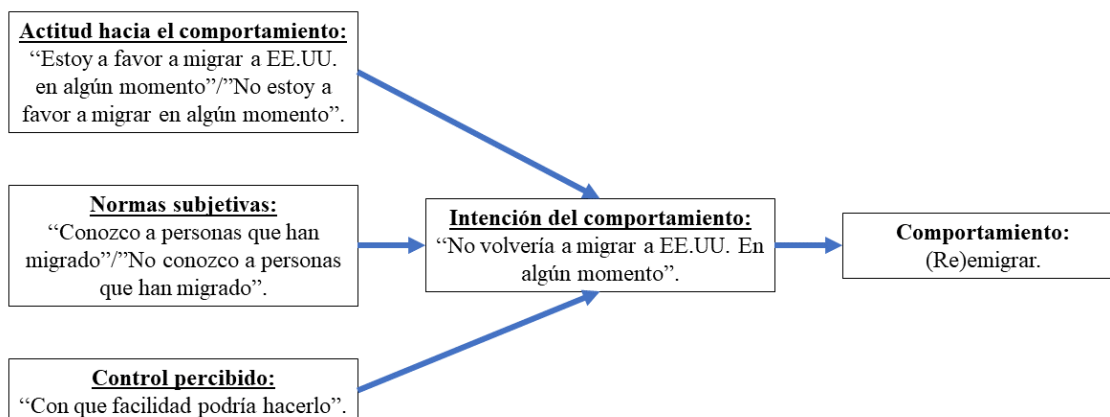 Actitud hacia el comportamiento:
“Estoy a favor a migrar a EE.UU.
en algún momento”/”No estoy a
favor a migrar en algún momento”.
Normas subjetivas:
“Conozco a personas que han
migrado”/”No conozco a personas
que han migrado”.
Control percibido:
“Con que facilidad podría hacerlo”.
Intención del comportamiento:
“No volvería a migrar a EE.UU. En
algún momento”.
Comportamiento:
(Re)emigrar.